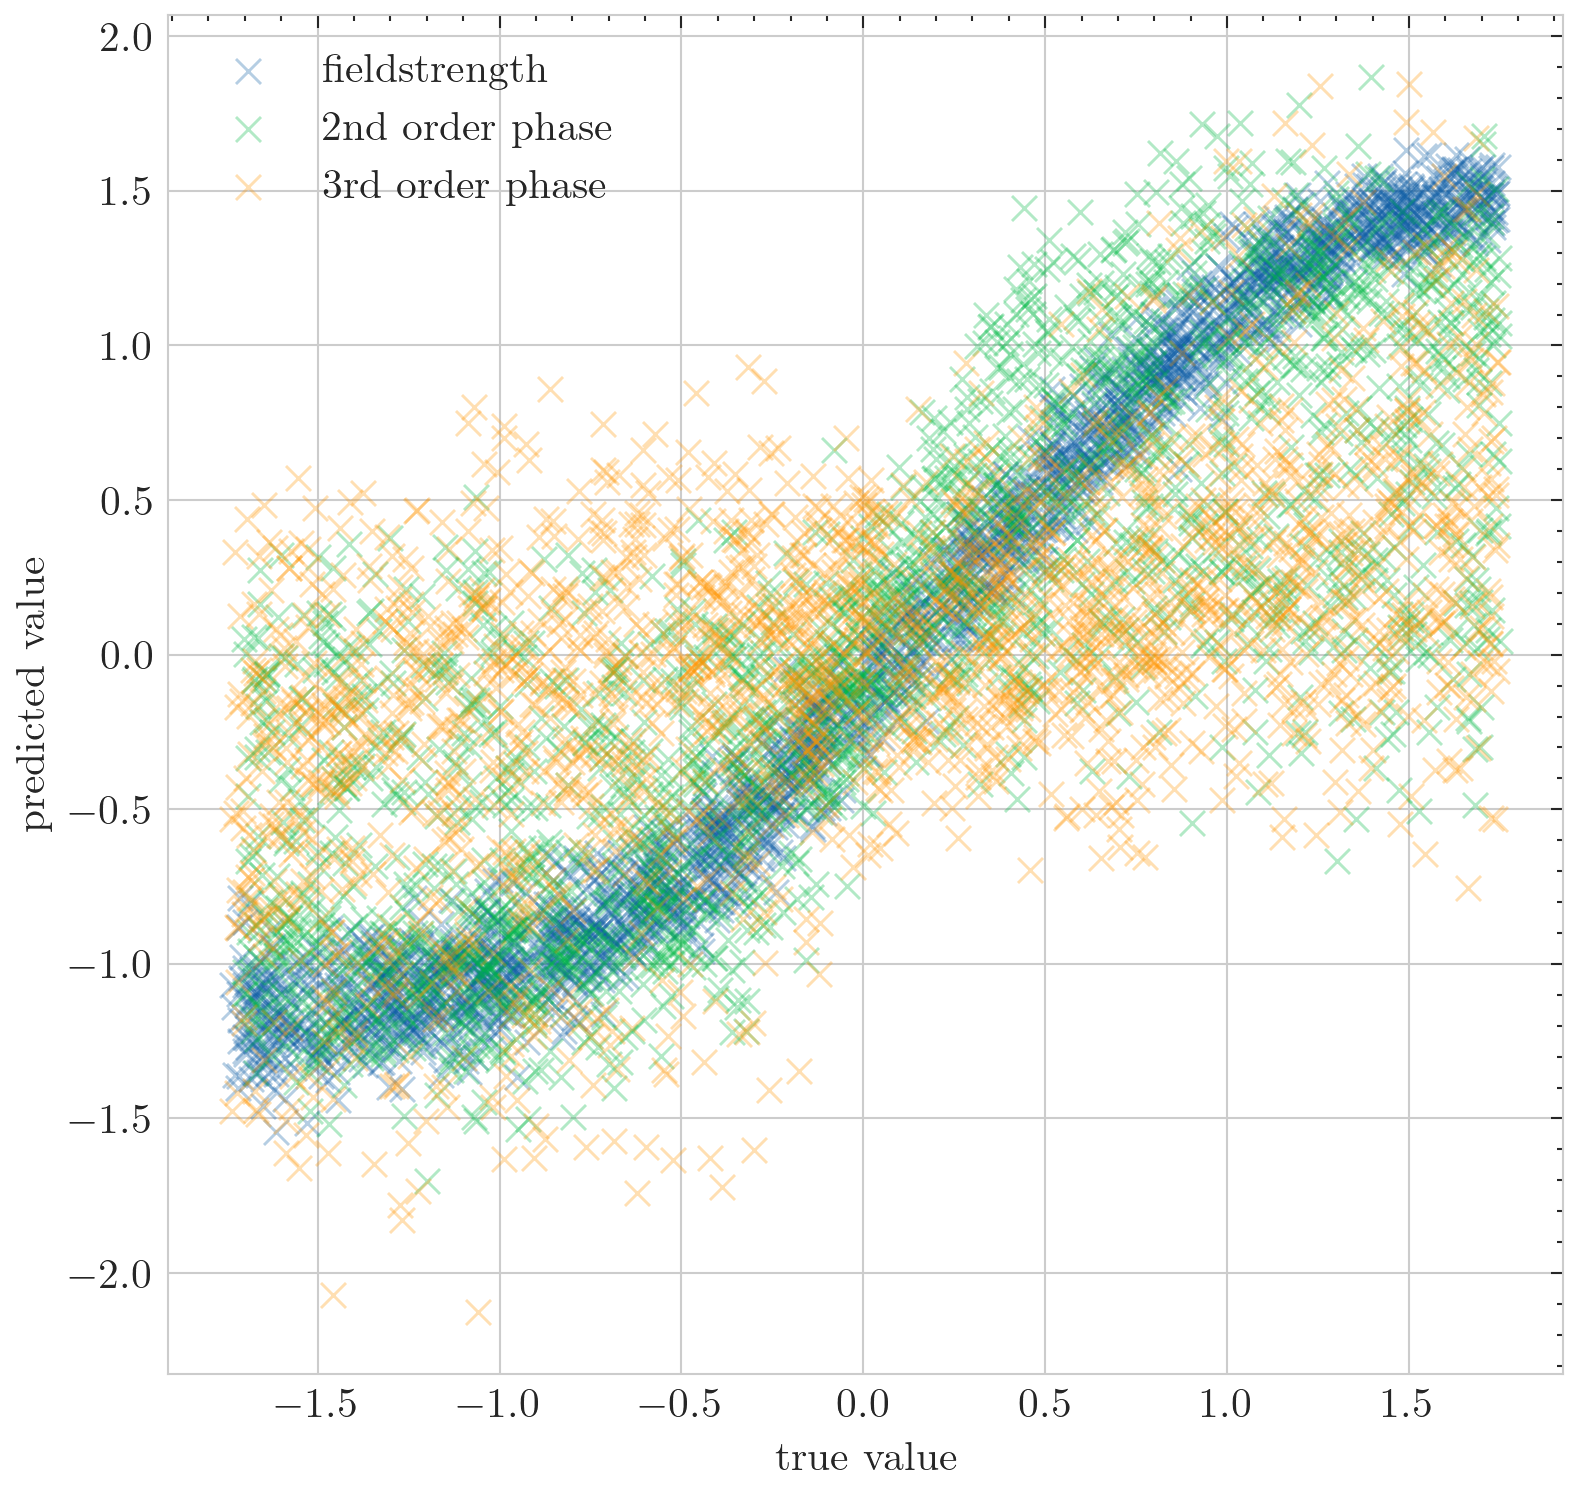 2.0
fieldstrength
2nd order phase
3rd order phase
1.5
1.0
0.5
0.0
−0.5
−1.0
−1.5
−2.0
predicted value
−1.5 −1.0 −0.5 0.0 0.5 1.0 1.5
true value